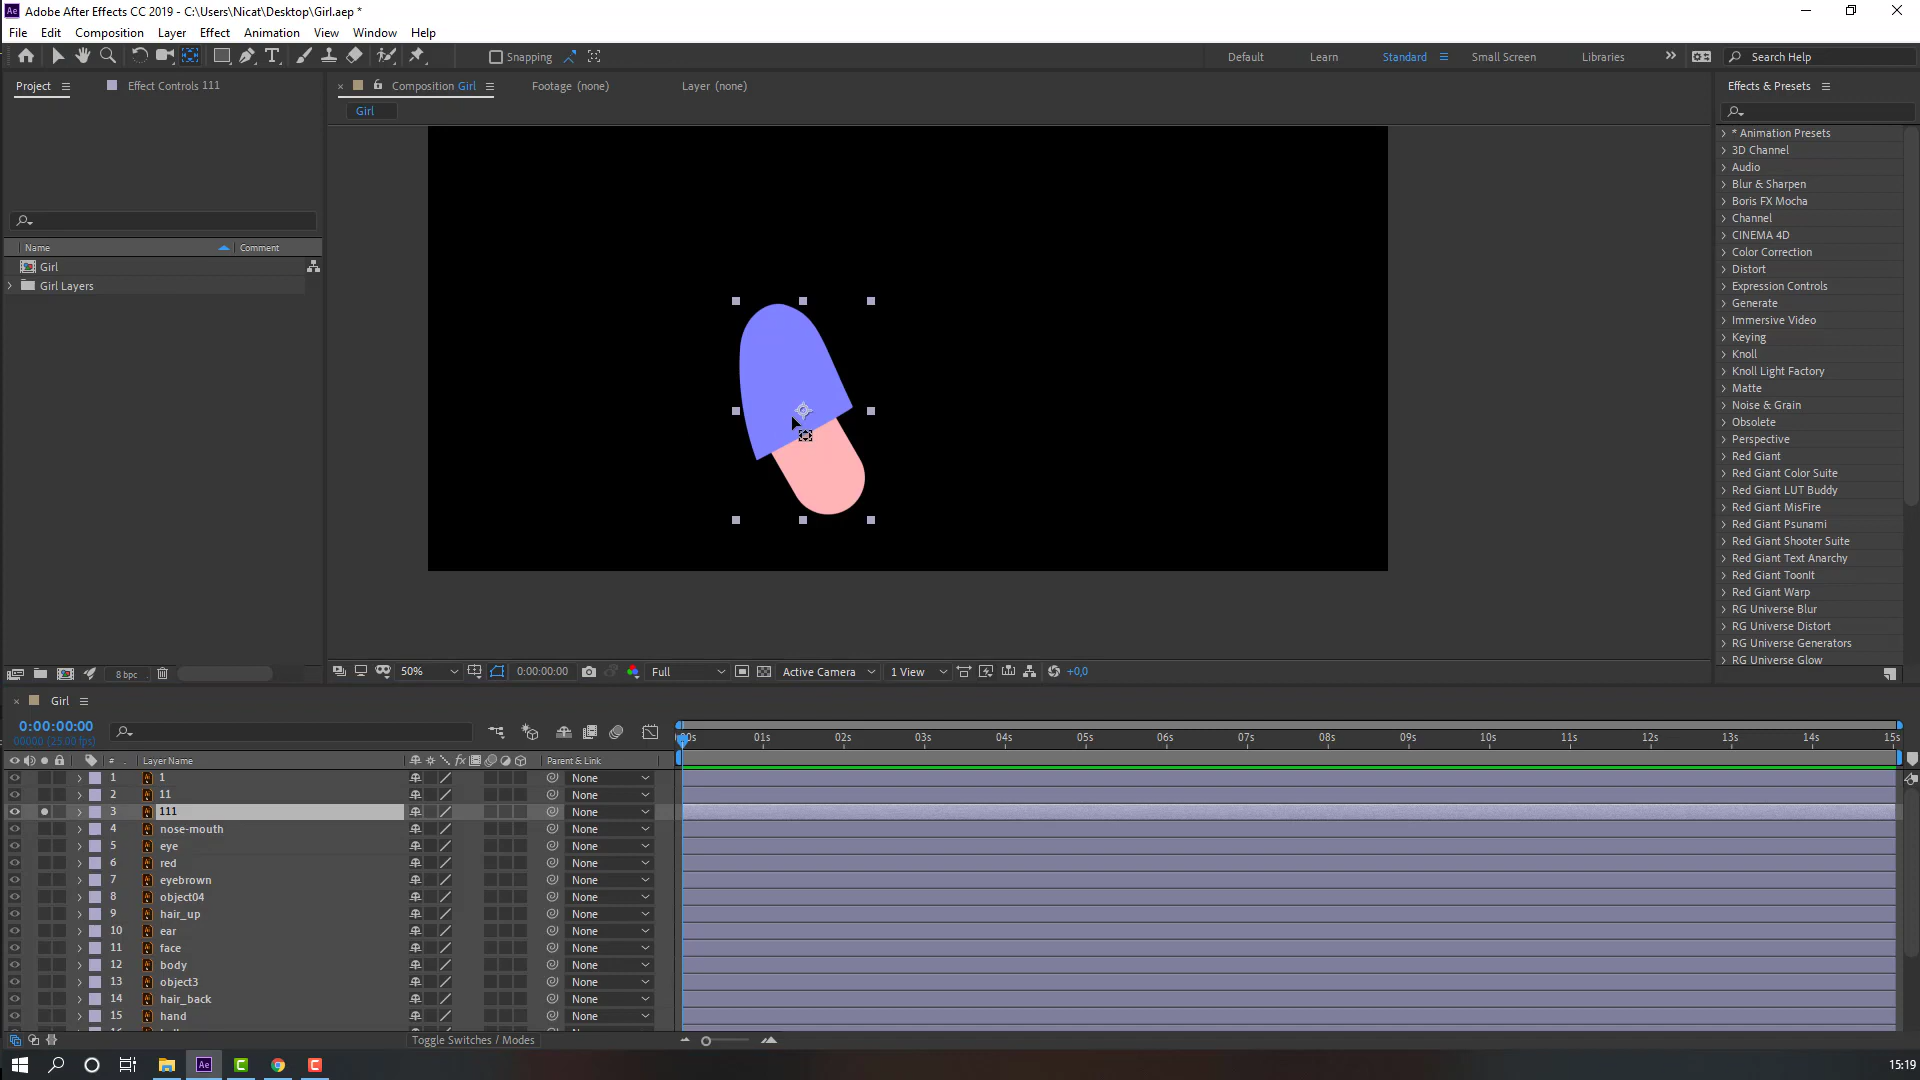 Adobe After Effects CC 2019 - C:\Users\Nicat\Desktop\Girl.aep *
File Edit Composition Layer Effect Animation View Window Help
Snapping Default Learn Standard Small Screen Libraries Search Help
Project Effect Controls 111 Composition Girl Footage (none) Layer (none) Effects & Presets
Girl
Name Comment
Girl
Girl Layers
* Animation Presets
3D Channel
Audio
Blur & Sharpen
Boris FX Mocha
Channel
CINEMA 4D
Color Correction
Distort
Expression Controls
Generate
Immersive Video
Keying
Knoll
Knoll Light Factory
Matte
Noise & Grain
Obsolete
Perspective
Red Giant
Red Giant Color Suite
Red Giant LUT Buddy
Red Giant MisFire
Red Giant Psunami
Red Giant Shooter Suite
Red Giant Text Anarchy
Red Giant ToonIt
Red Giant Warp
RG Universe Blur
RG Universe Distort
RG Universe Generators
RG Universe Glow
8 bpc 50% 0:00:00:00 Full Active Camera 1 View +0,0
Girl
0:00:00:00
00000 (25.00 fps)
00s 01s 02s 03s 04s 05s 06s 07s 08s 09s 10s 11s 12s 13s 14s 15s
# Layer Name Parent & Link
1 1 None
2 11 None
3 111 None
4 nose-mouth None
5 eye None
6 red None
7 eyebrown None
8 object04 None
9 hair_up None
10 ear None
11 face None
12 body None
13 object3 None
14 hair_back None
15 hand None
Toggle Switches / Modes
15:19